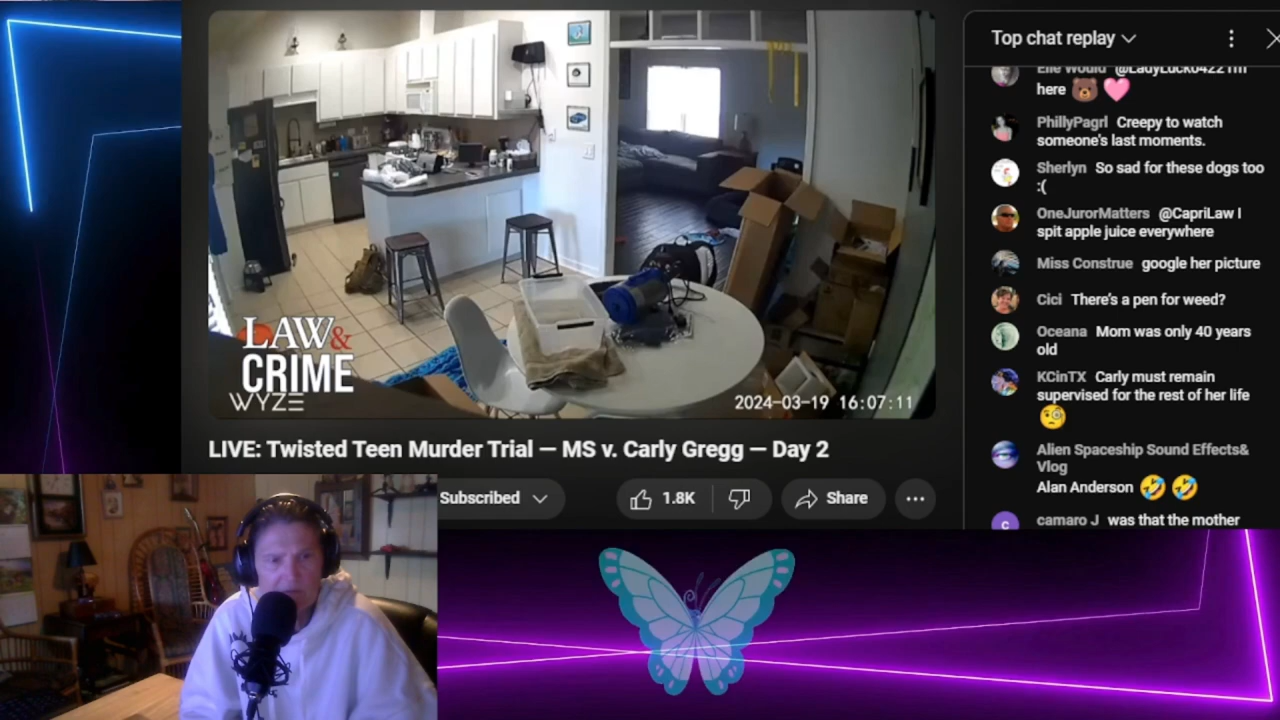 LAW&
CRIME
WYZE
2024-03-19 16:07:11
LIVE: Twisted Teen Murder Trial — MS v. Carly Gregg — Day 2
Subscribed
1.8K
Share
Top chat replay
Elle Would @LadyLuck0422 I'm
here 🐻 🩷
PhillyPagrl Creepy to watch
someone's last moments.
Sherlyn So sad for these dogs too
:(
OneJurorMatters @CapriLaw I
spit apple juice everywhere
Miss Construe google her picture
Cici There's a pen for weed?
Oceana Mom was only 40 years
old
KCinTX Carly must remain
supervised for the rest of her life
🧐
Alien Spaceship Sound Effects&
Vlog
Alan Anderson 🤣 🤣
camaro J was that the mother